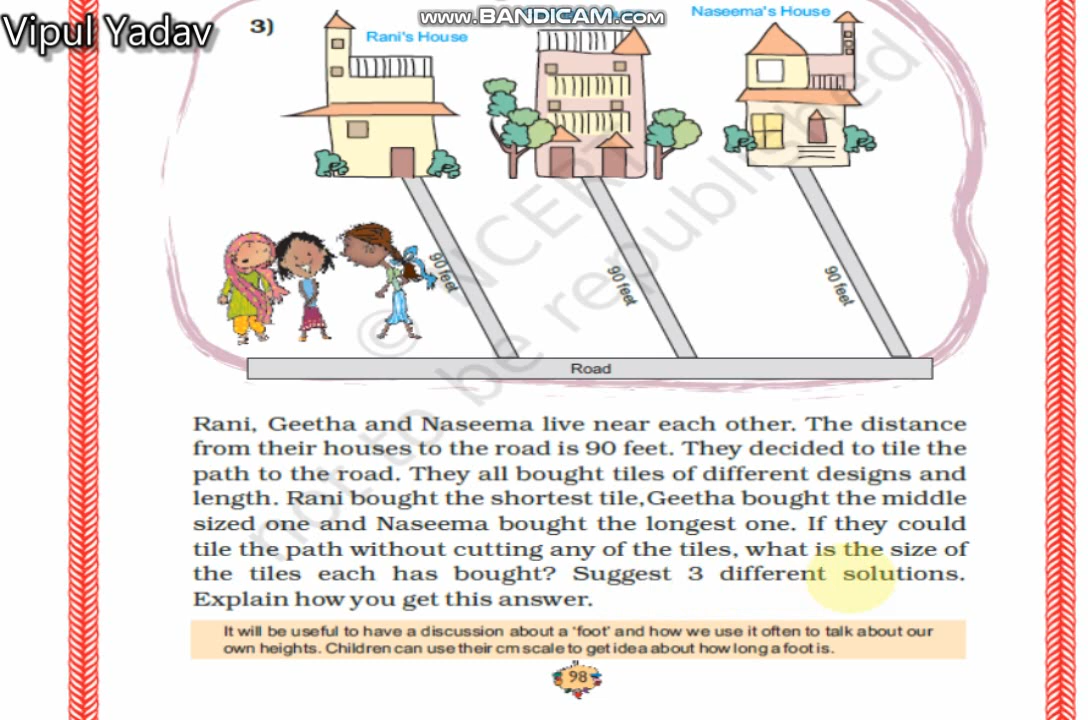 www.BANDICAM.com
Vipul Yadav
3)
Rani's House
Naseema's House
90 feet
90 feet
90 feet
Road
© NCERT
not to be republished
Rani, Geetha and Naseema live near each other. The distance
from their houses to the road is 90 feet. They decided to tile the
path to the road. They all bought tiles of different designs and
length. Rani bought the shortest tile,Geetha bought the middle
sized one and Naseema bought the longest one. If they could
tile the path without cutting any of the tiles, what is the size of
the tiles each has bought? Suggest 3 different solutions.
Explain how you get this answer.
It will be useful to have a discussion about a 'foot' and how we use it often to talk about our
own heights. Children can use their cm scale to get idea about how long a foot is.
98